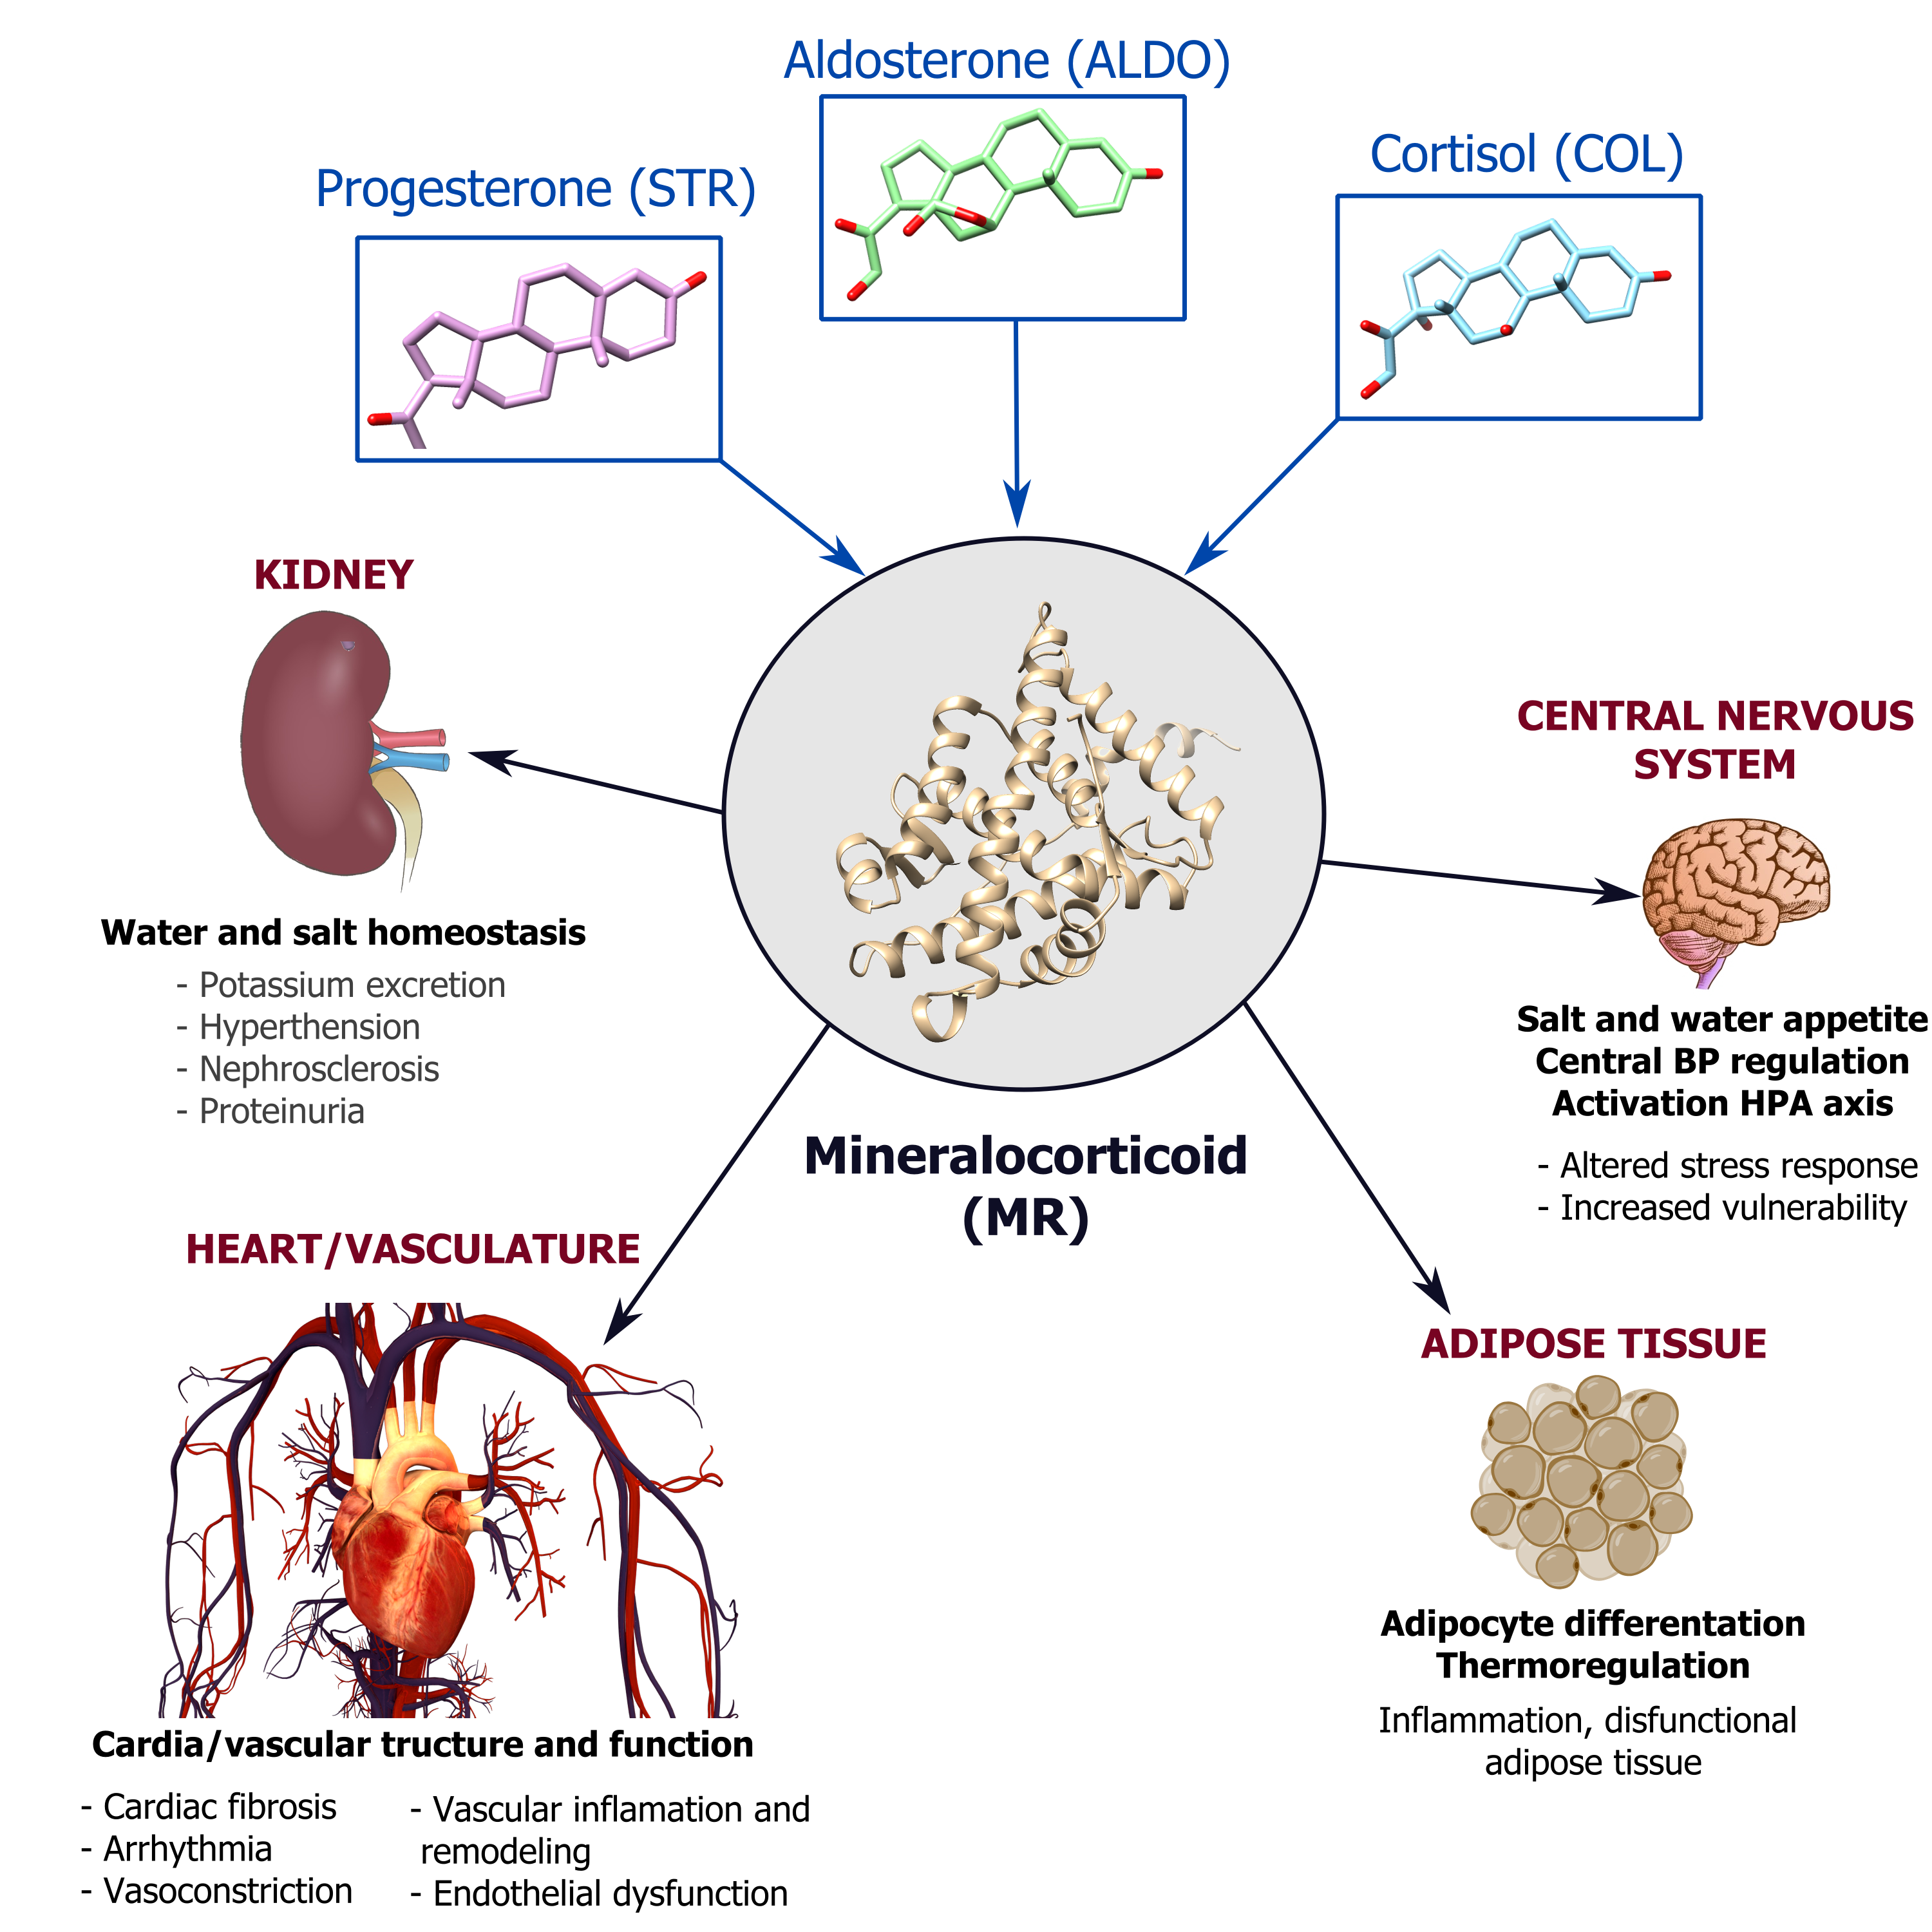 Aldosterone (ALDO)
Cortisol (COL)
Progesterone (STR)
KIDNEY
Water and salt homeostasis
- Potassium excretion
- Hyperthension
- Nephrosclerosis
- Proteinuria
CENTRAL NERVOUS
SYSTEM
Salt and water appetite
Central BP regulation
Activation HPA axis
- Altered stress response
- Increased vulnerability
Mineralocorticoid
(MR)
HEART/VASCULATURE
Cardia/vascular tructure and function
- Cardiac fibrosis
- Arrhythmia
- Vasoconstriction
- Vascular inflamation and
remodeling
- Endothelial dysfunction
ADIPOSE TISSUE
Adipocyte differentation
Thermoregulation
Inflammation, disfunctional
adipose tissue